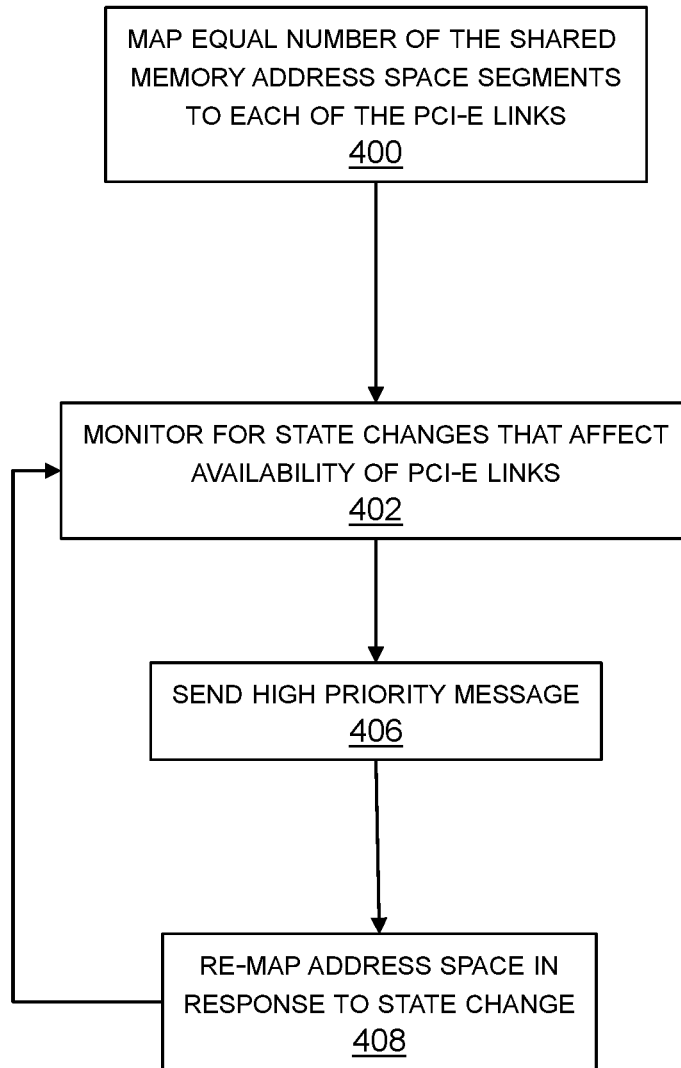 MAP EQUAL NUMBER OF THE SHARED
MEMORY ADDRESS SPACE SEGMENTS
TO EACH OF THE PCI-E LINKS
400
MONITOR FOR STATE CHANGES THAT AFFECT
AVAILABILITY OF PCI-E LINKS
402
SEND HIGH PRIORITY MESSAGE
406
RE-MAP ADDRESS SPACE IN
RESPONSE TO STATE CHANGE
408